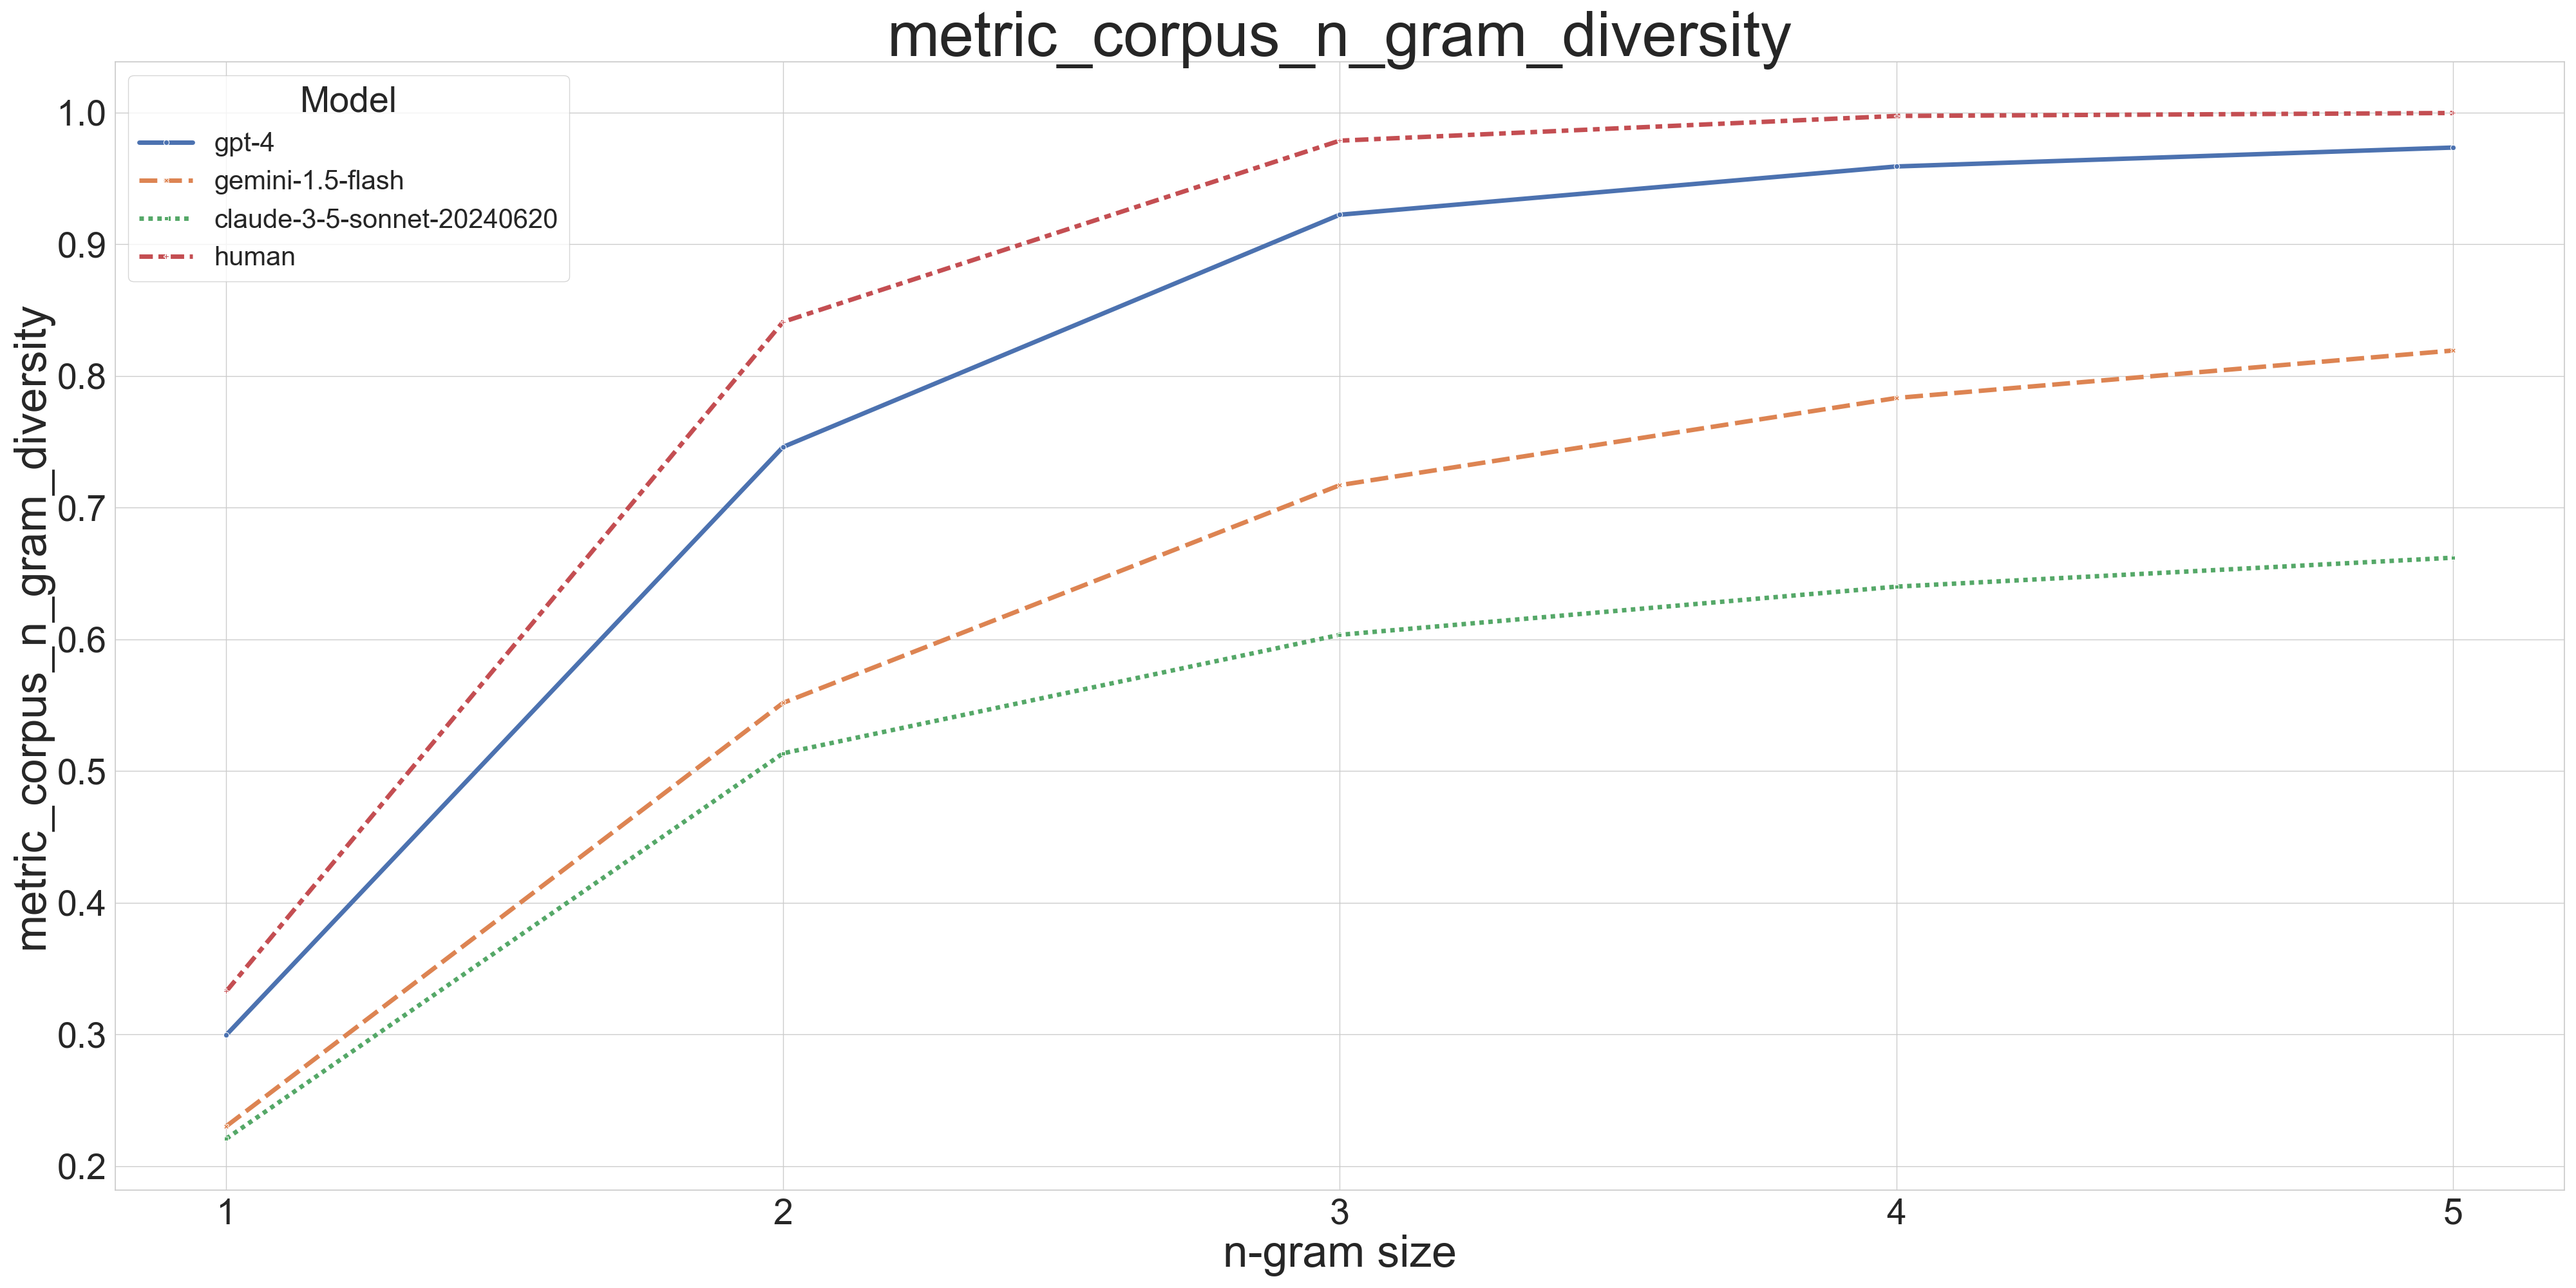 metric_corpus_n_gram_diversity
Model
gpt-4
gemini-1.5-flash
claude-3-5-sonnet-20240620
human
metric_corpus_n_gram_diversity
1.0
0.9
0.8
0.7
0.6
0.5
0.4
0.3
0.2
1 2 3 4 5
n-gram size